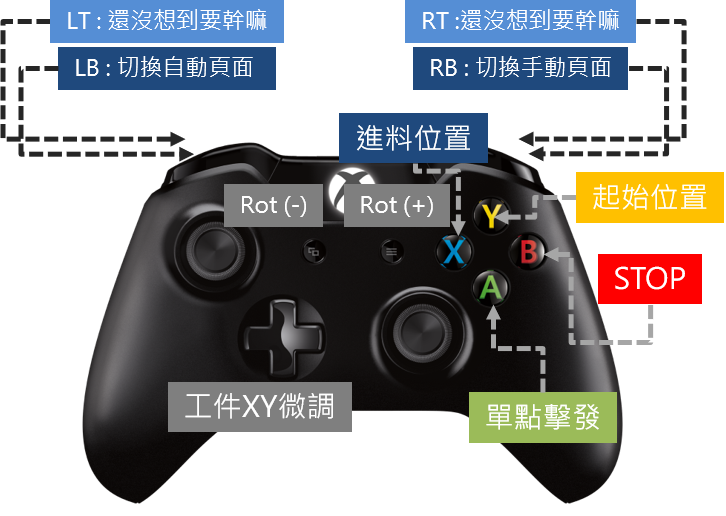 LT : 還沒想到要幹嘛
RT :還沒想到要幹嘛
LB : 切換自動頁面
RB : 切換手動頁面
進料位置
Rot (-)
Rot (+)
起始位置
Y
X
B
STOP
A
工件XY微調
單點擊發